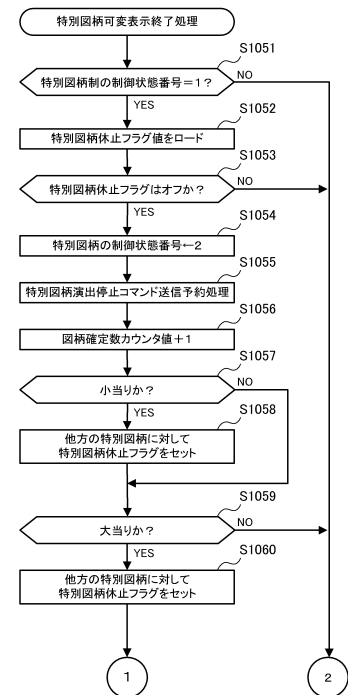 特別図柄可変表示終了処理
S1051
特別図柄制の制御状態番号＝1？
NO
YES
S1052
特別図柄休止フラグ値をロード
S1053
特別図柄休止フラグはオフか？
NO
YES
S1054
特別図柄の制御状態番号←2
S1055
特別図柄演出停止コマンド送信予約処理
S1056
図柄確定数カウンタ値＋1
S1057
小当りか？
NO
YES
S1058
他方の特別図柄に対して
特別図柄休止フラグをセット
S1059
大当りか？
NO
YES
S1060
他方の特別図柄に対して
特別図柄休止フラグをセット
1
2